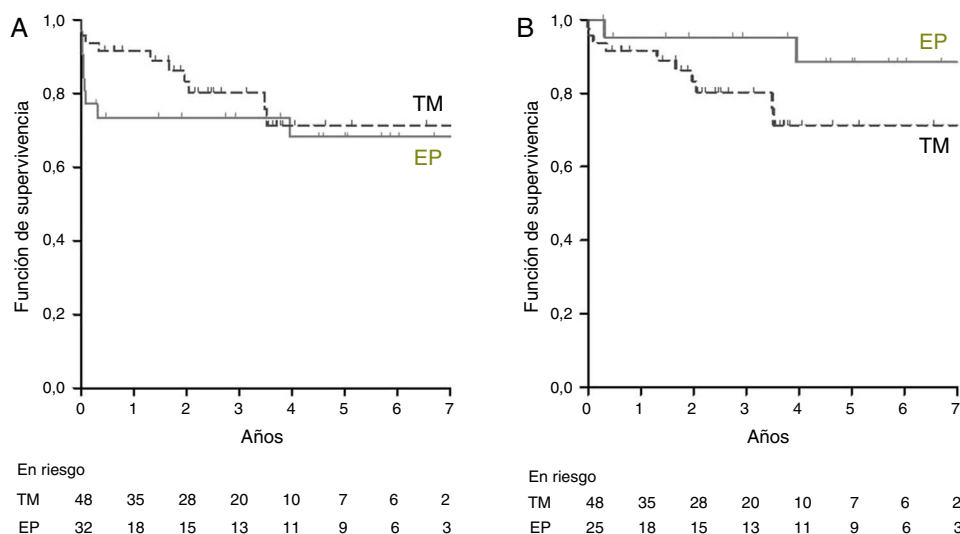 A
Función de supervivencia
1,0
0,8
0,6
0,4
0,2
0,0
TM
EP
0 1 2 3 4 5 6 7
Años
En riesgo
TM 48 35 28 20 10 7 6 2
EP 32 18 15 13 11 9 6 3
B
Función de supervivencia
1,0
0,8
0,6
0,4
0,2
0,0
EP
TM
0 1 2 3 4 5 6 7
Años
En riesgo
TM 48 35 28 20 10 7 6 2
EP 25 18 15 13 11 9 6 3